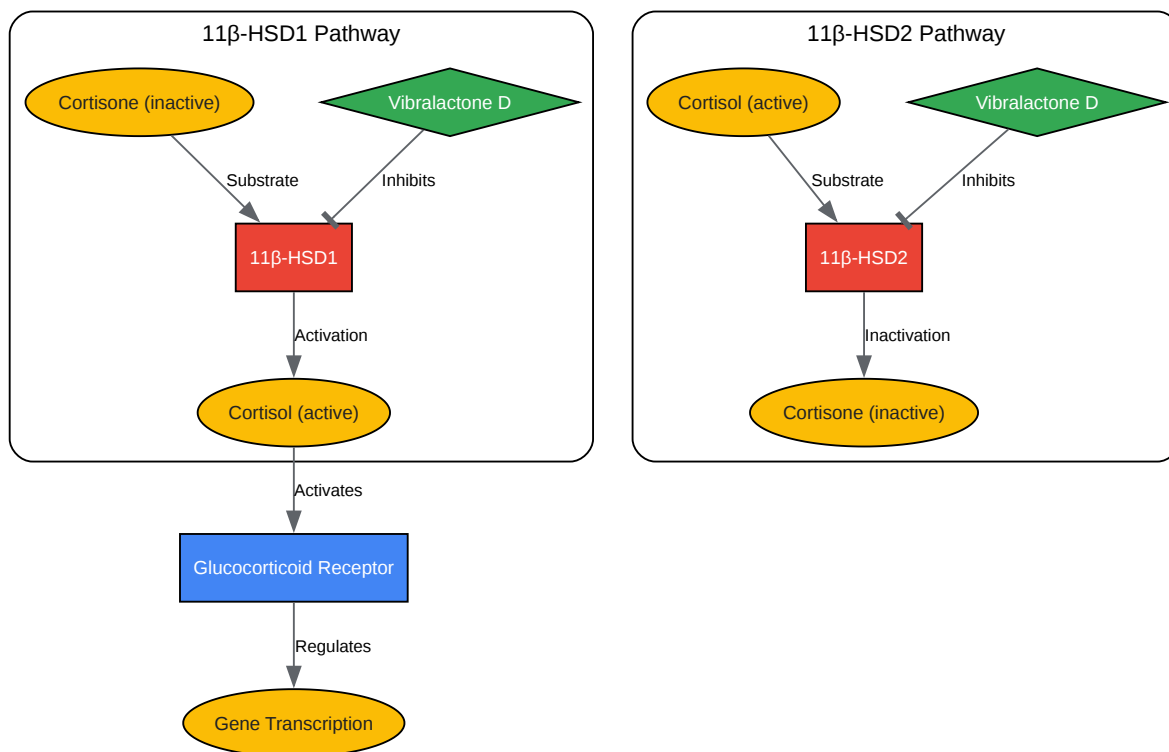 11β-HSD1 Pathway
Cortisone (inactive)
Vibralactone D
Substrate
Inhibits
11β-HSD1
Activation
Cortisol (active)
Activates
Glucocorticoid Receptor
Regulates
Gene Transcription
11β-HSD2 Pathway
Cortisol (active)
Vibralactone D
Substrate
Inhibits
11β-HSD2
Inactivation
Cortisone (inactive)